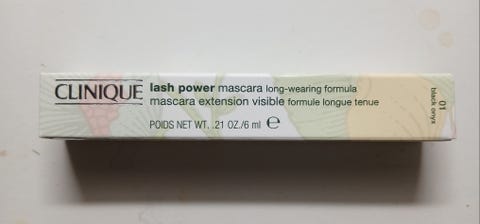 CLINIQUE
lash power mascara long-wearing formula
mascara extension visible formule longue tenue
POIDS NET WT. .21 OZ./6 ml ℮
01
black onyx